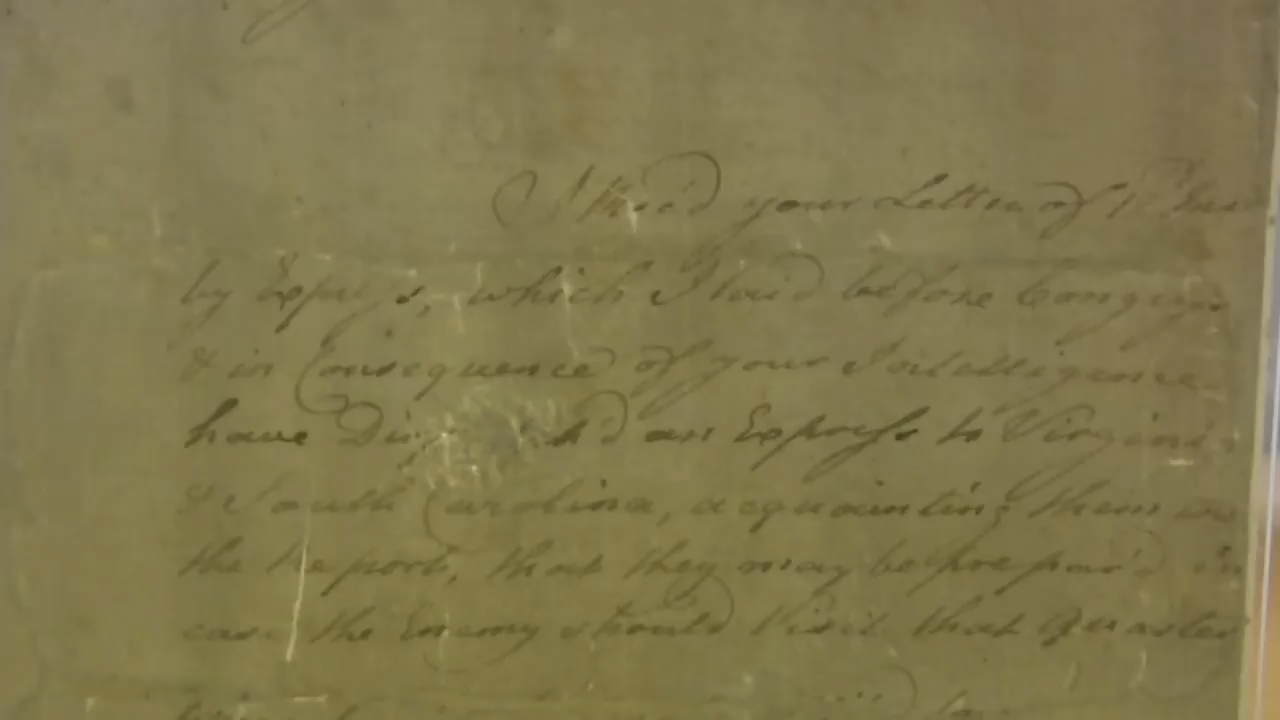 I Rec'd your Letter of
by Express, which I laid before Congress
& in Consequence of your Intelligence
have Dispatch'd an Express to Virginia
& South Carolina, acquainting them
the Report, that they may be prepar'd in
case the Enemy should Visit that Quarter